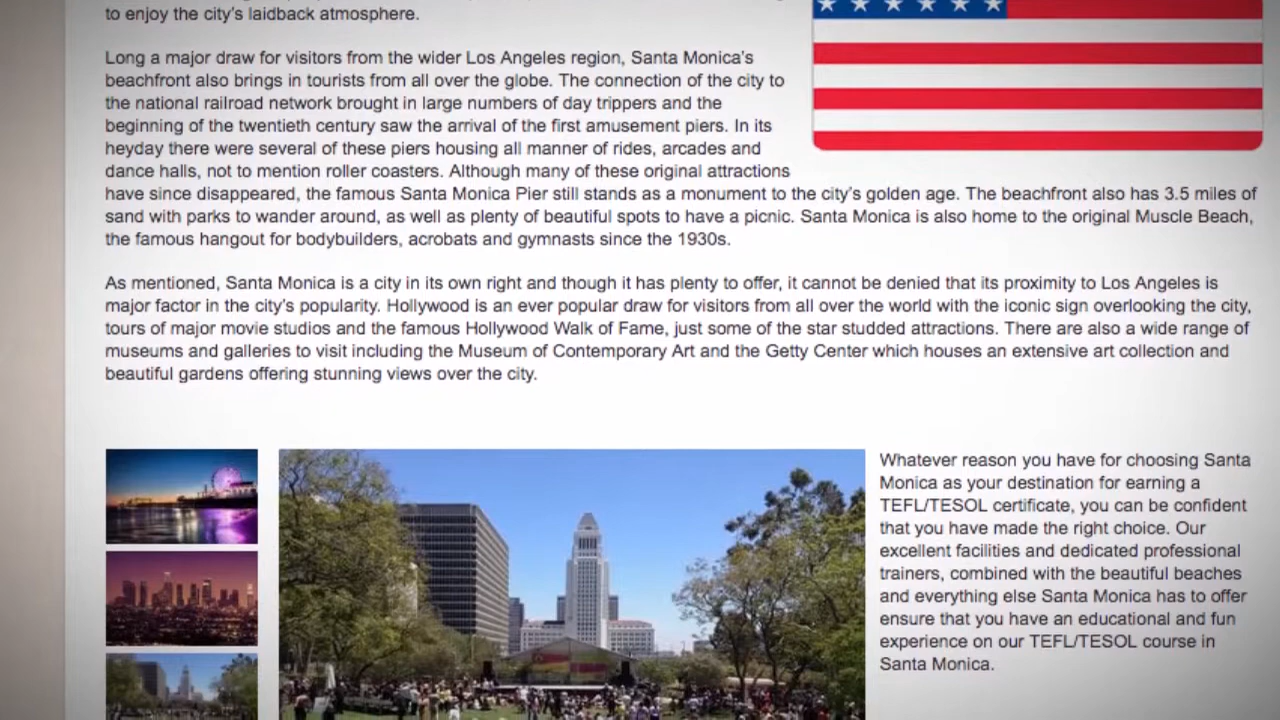 to enjoy the city's laidback atmosphere.
Long a major draw for visitors from the wider Los Angeles region, Santa Monica's
beachfront also brings in tourists from all over the globe. The connection of the city to
the national railroad network brought in large numbers of day trippers and the
beginning of the twentieth century saw the arrival of the first amusement piers. In its
heyday there were several of these piers housing all manner of rides, arcades and
dance halls, not to mention roller coasters. Although many of these original attractions
have since disappeared, the famous Santa Monica Pier still stands as a monument to the city's golden age. The beachfront also has 3.5 miles of
sand with parks to wander around, as well as plenty of beautiful spots to have a picnic. Santa Monica is also home to the original Muscle Beach,
the famous hangout for bodybuilders, acrobats and gymnasts since the 1930s.
As mentioned, Santa Monica is a city in its own right and though it has plenty to offer, it cannot be denied that its proximity to Los Angeles is
major factor in the city's popularity. Hollywood is an ever popular draw for visitors from all over the world with the iconic sign overlooking the city,
tours of major movie studios and the famous Hollywood Walk of Fame, just some of the star studded attractions. There are also a wide range of
museums and galleries to visit including the Museum of Contemporary Art and the Getty Center which houses an extensive art collection and
beautiful gardens offering stunning views over the city.
Whatever reason you have for choosing Santa
Monica as your destination for earning a
TEFL/TESOL certificate, you can be confident
that you have made the right choice. Our
excellent facilities and dedicated professional
trainers, combined with the beautiful beaches
and everything else Santa Monica has to offer
ensure that you have an educational and fun
experience on our TEFL/TESOL course in
Santa Monica.